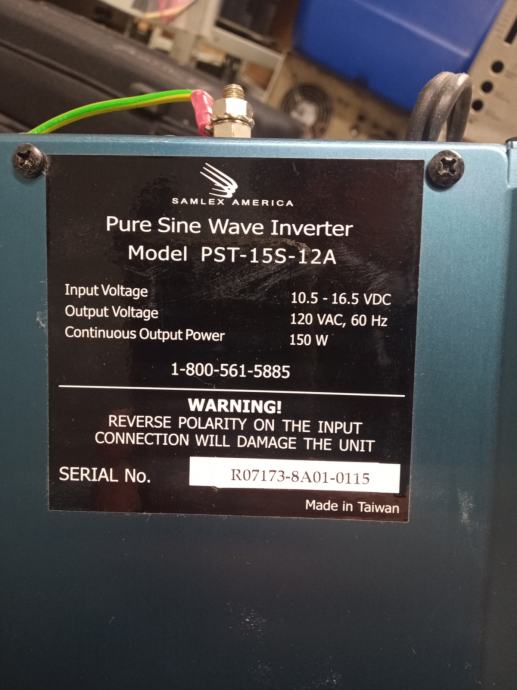 SAMLEX AMERICA
Pure Sine Wave Inverter
Model PST-15S-12A
Input Voltage 10.5 - 16.5 VDC
Output Voltage 120 VAC, 60 Hz
Continuous Output Power 150 W
1-800-561-5885
WARNING!
REVERSE POLARITY ON THE INPUT
CONNECTION WILL DAMAGE THE UNIT
SERIAL No. R07173-8A01-0115
Made in Taiwan